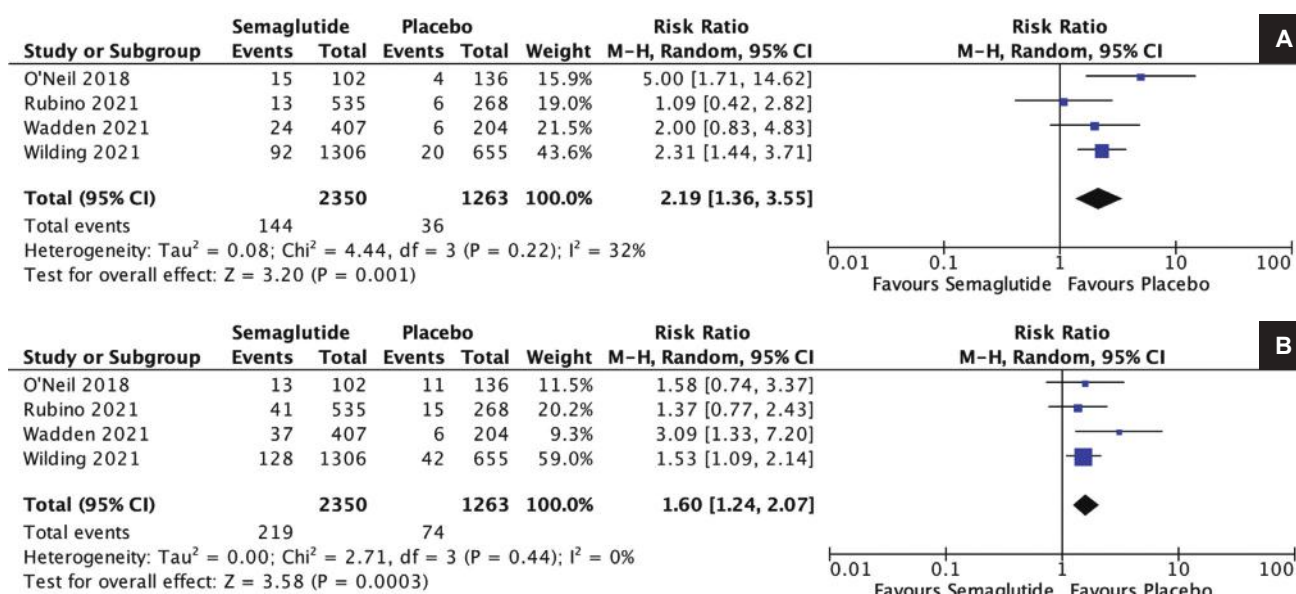 Semaglutide Placebo Risk Ratio Risk Ratio A
Study or Subgroup Events Total Events Total Weight M-H, Random, 95% CI M-H, Random, 95% CI
O'Neil 2018 15 102 4 136 15.9% 5.00 [1.71, 14.62]
Rubino 2021 13 535 6 268 19.0% 1.09 [0.42, 2.82]
Wadden 2021 24 407 6 204 21.5% 2.00 [0.83, 4.83]
Wilding 2021 92 1306 20 655 43.6% 2.31 [1.44, 3.71]
Total (95% CI) 2350 1263 100.0% 2.19 [1.36, 3.55]
Total events 144 36
Heterogeneity: Tau² = 0.08; Chi² = 4.44, df = 3 (P = 0.22); I² = 32%
Test for overall effect: Z = 3.20 (P = 0.001)
0.01 0.1 1 10 100
Favours Semaglutide Favours Placebo
Semaglutide Placebo Risk Ratio Risk Ratio B
Study or Subgroup Events Total Events Total Weight M-H, Random, 95% CI M-H, Random, 95% CI
O'Neil 2018 13 102 11 136 11.5% 1.58 [0.74, 3.37]
Rubino 2021 41 535 15 268 20.2% 1.37 [0.77, 2.43]
Wadden 2021 37 407 6 204 9.3% 3.09 [1.33, 7.20]
Wilding 2021 128 1306 42 655 59.0% 1.53 [1.09, 2.14]
Total (95% CI) 2350 1263 100.0% 1.60 [1.24, 2.07]
Total events 219 74
Heterogeneity: Tau² = 0.00; Chi² = 2.71, df = 3 (P = 0.44); I² = 0%
Test for overall effect: Z = 3.58 (P = 0.0003)
0.01 0.1 1 10 100
Favours Semaglutide Favours Placebo